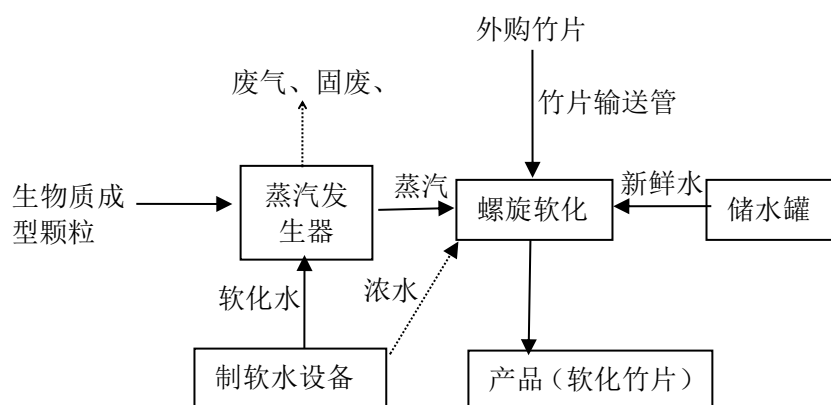 外购竹片
废气、固废、
竹片输送管
生物质成
型颗粒
蒸汽发
生器
蒸汽
螺旋软化
新鲜水
储水罐
软化水
浓水
制软水设备
产品（软化竹片）